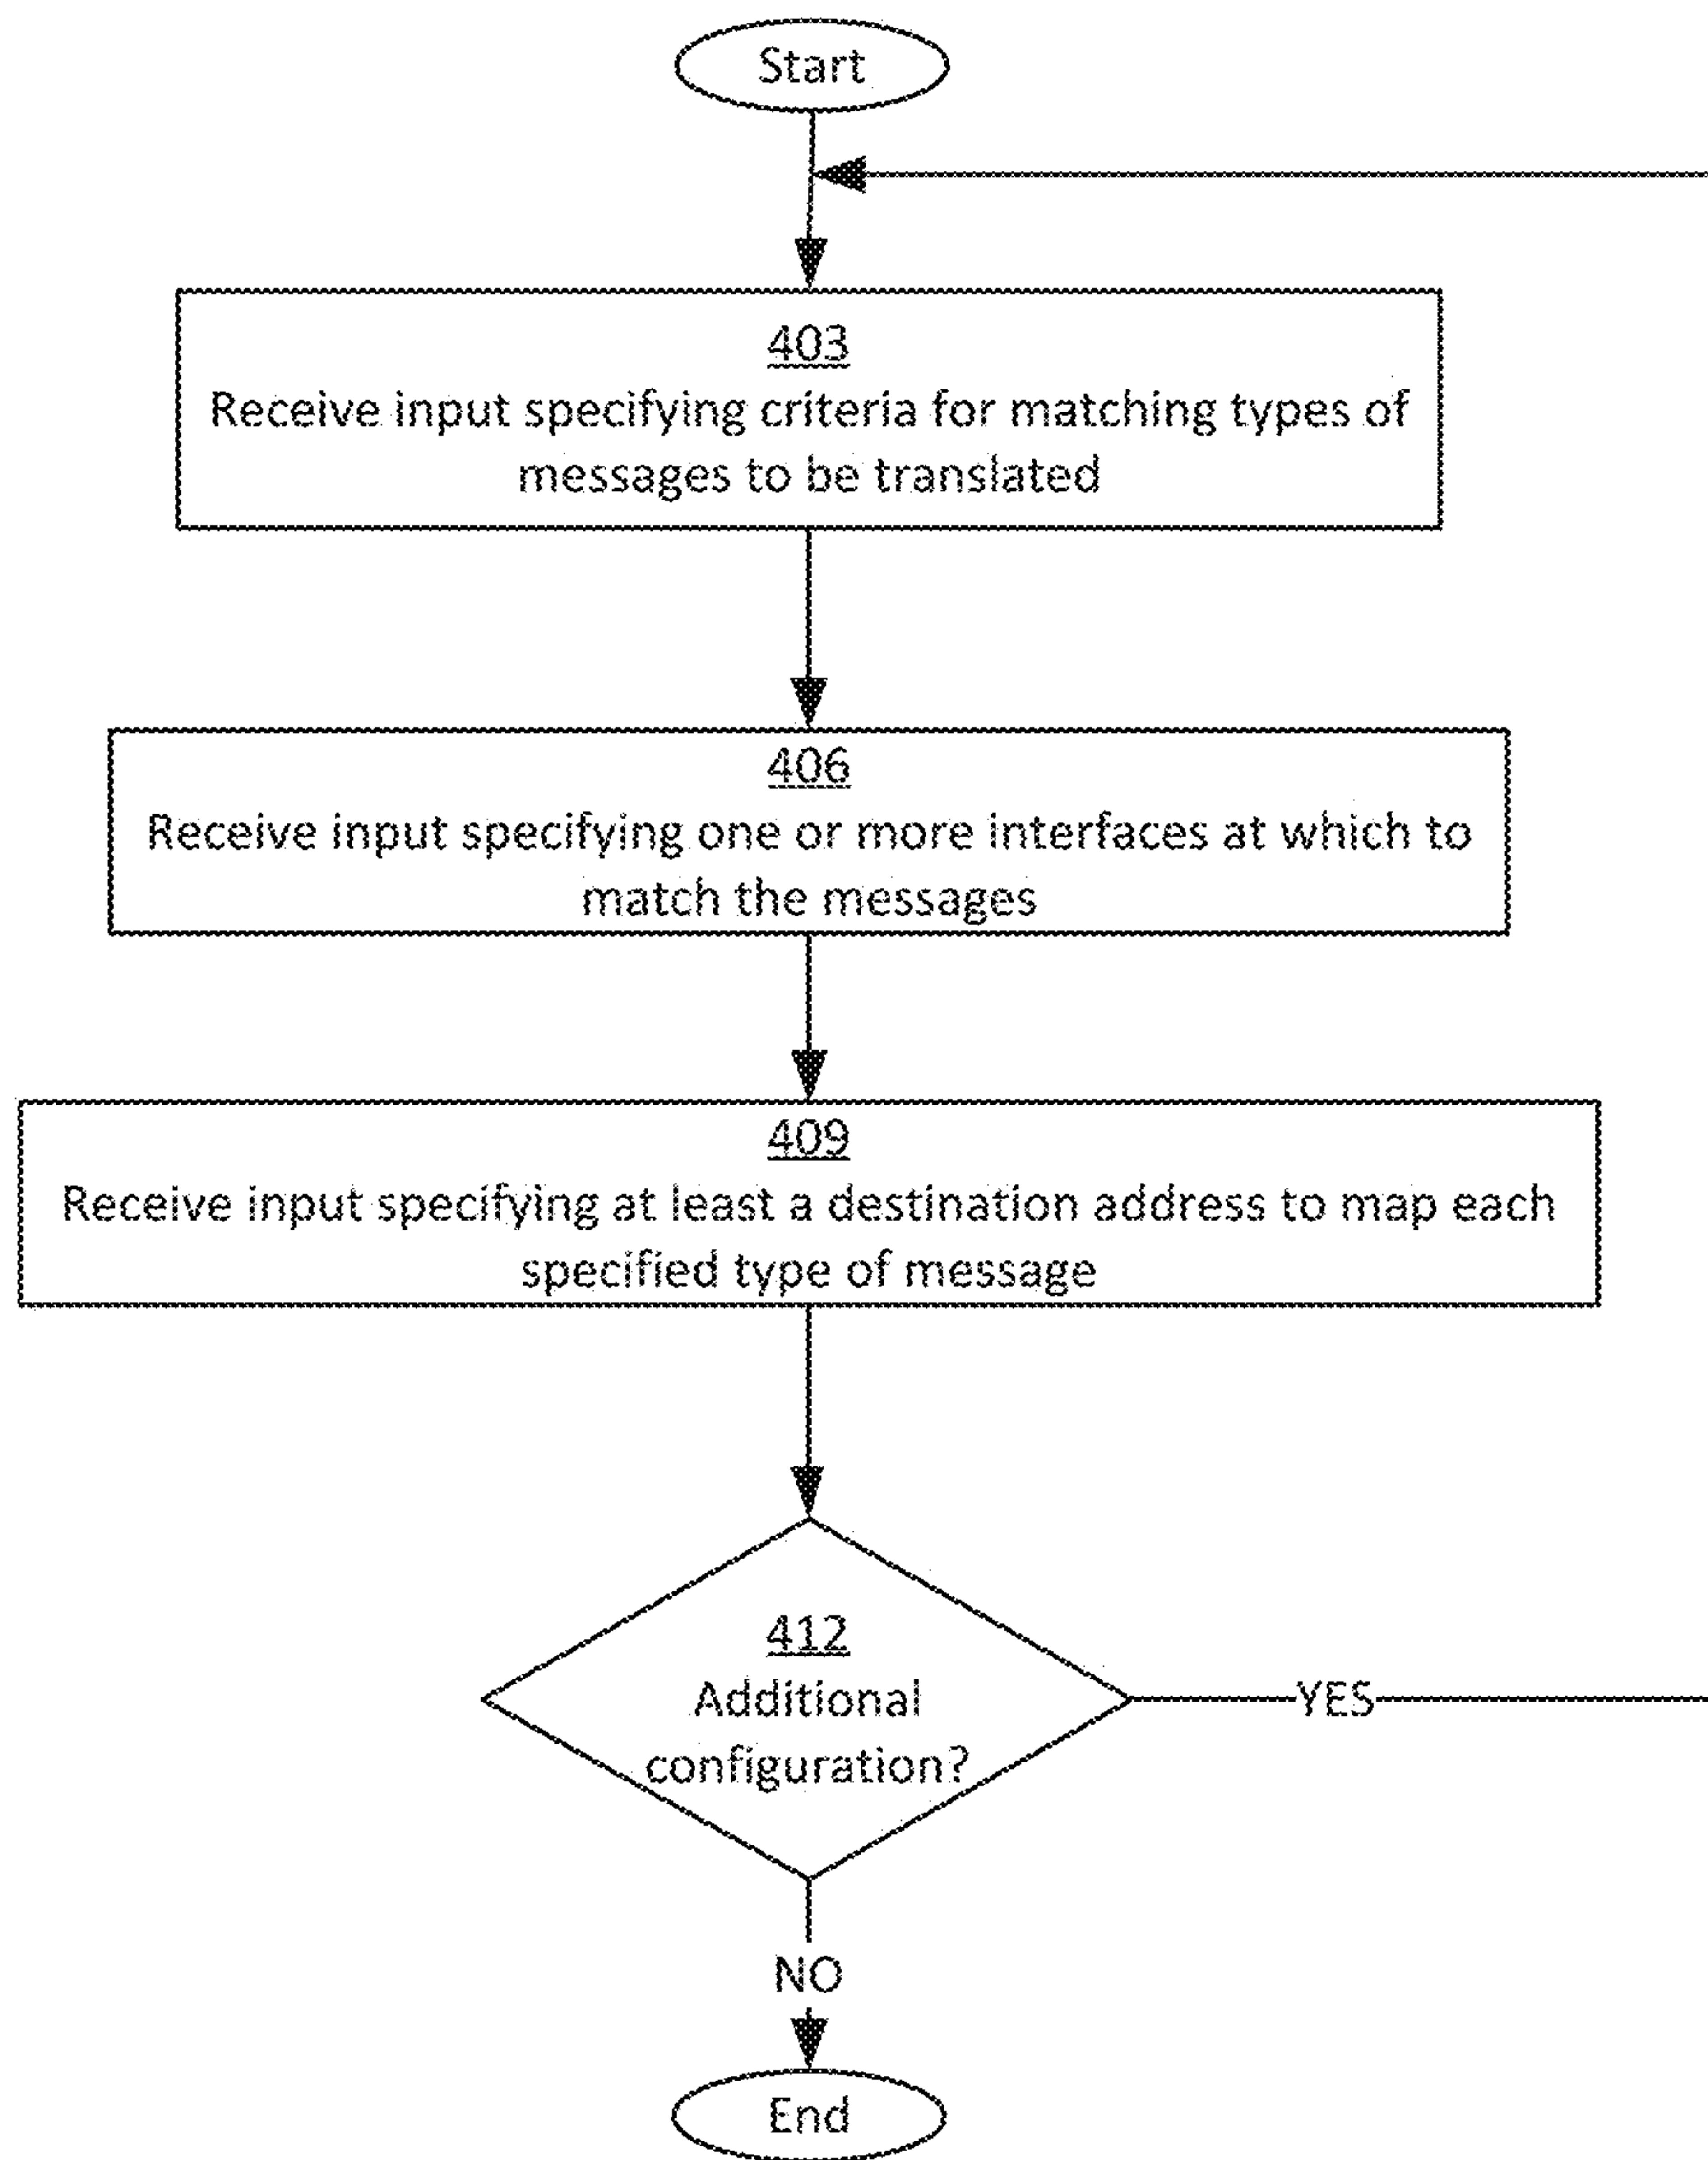 Start
403
Receive input specifying criteria for matching types of
messages to be translated
406
Receive input specifying one or more interfaces at which to
match the messages
409
Receive input specifying at least a destination address to map each
specified type of message
412
Additional
configuration?
YES
NO
End